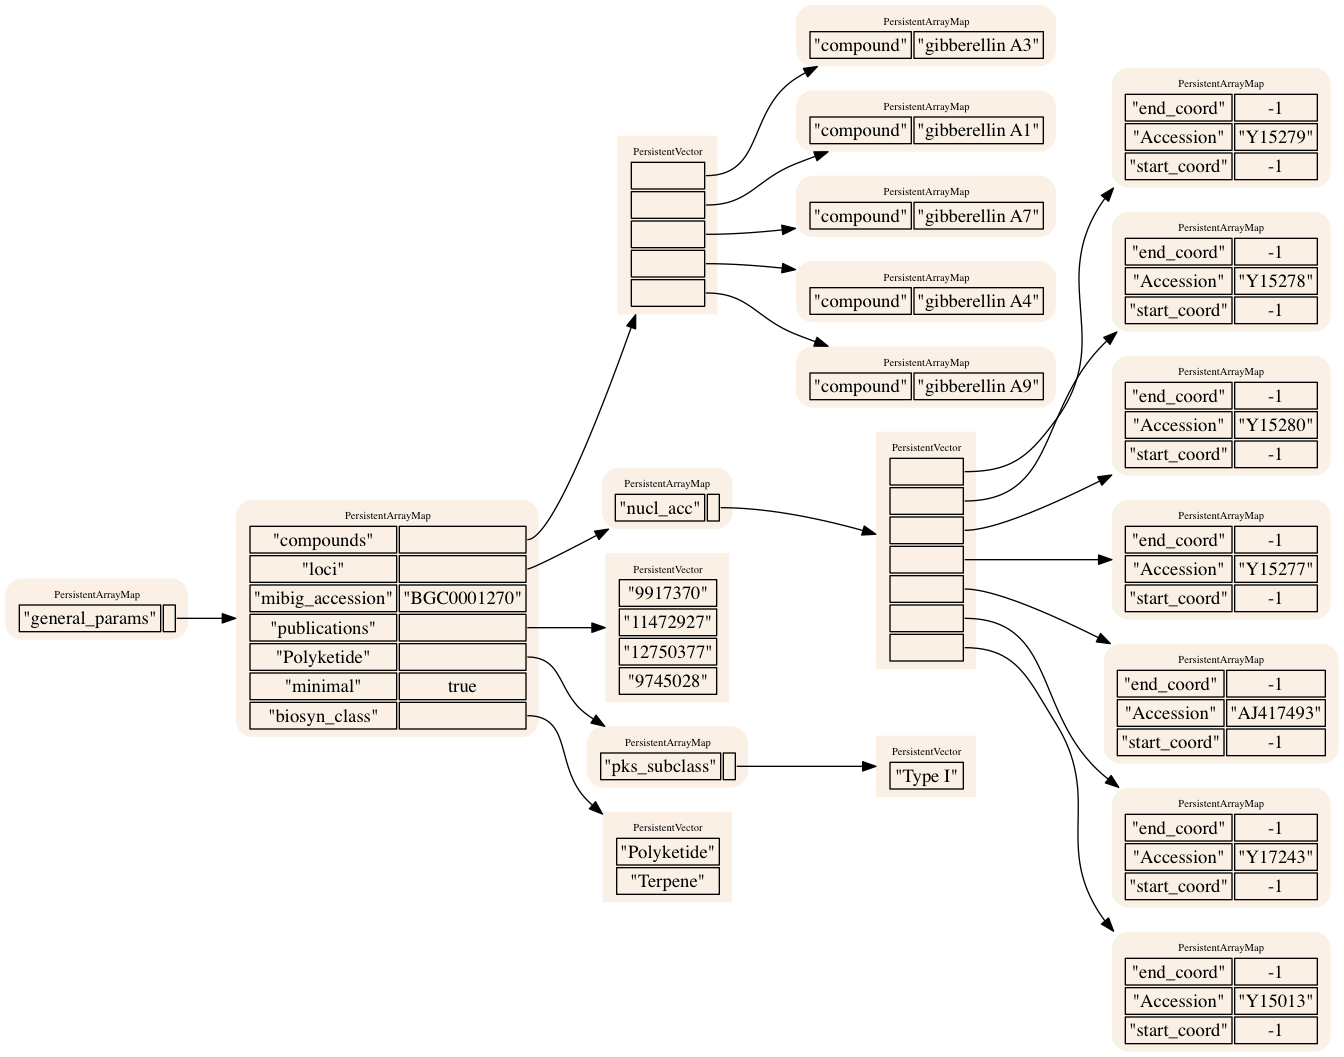 PersistentArrayMap
"general_params"
PersistentArrayMap
"compounds"
"loci"
"mibig_accession" "BGC0001270"
"publications"
"Polyketide"
"minimal" true
"biosyn_class"
PersistentVector
PersistentArrayMap
"compound" "gibberellin A3"
PersistentArrayMap
"compound" "gibberellin A1"
PersistentArrayMap
"compound" "gibberellin A7"
PersistentArrayMap
"compound" "gibberellin A4"
PersistentArrayMap
"compound" "gibberellin A9"
PersistentArrayMap
"nucl_acc"
PersistentVector
"9917370"
"11472927"
"12750377"
"9745028"
PersistentArrayMap
"pks_subclass"
PersistentVector
"Type I"
PersistentVector
"Polyketide"
"Terpene"
PersistentVector
PersistentArrayMap
"end_coord" -1
"Accession" "Y15279"
"start_coord" -1
PersistentArrayMap
"end_coord" -1
"Accession" "Y15278"
"start_coord" -1
PersistentArrayMap
"end_coord" -1
"Accession" "Y15280"
"start_coord" -1
PersistentArrayMap
"end_coord" -1
"Accession" "Y15277"
"start_coord" -1
PersistentArrayMap
"end_coord" -1
"Accession" "AJ417493"
"start_coord" -1
PersistentArrayMap
"end_coord" -1
"Accession" "Y17243"
"start_coord" -1
PersistentArrayMap
"end_coord" -1
"Accession" "Y15013"
"start_coord" -1